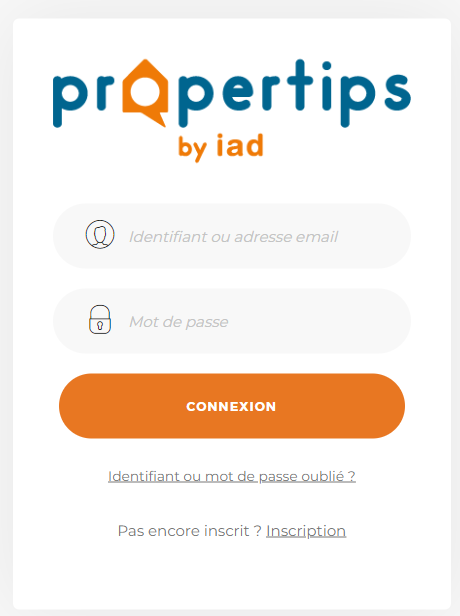 propertips
by iad
Identifiant ou adresse email
Mot de passe
CONNEXION
Identifiant ou mot de passe oublié ?
Pas encore inscrit ? Inscription